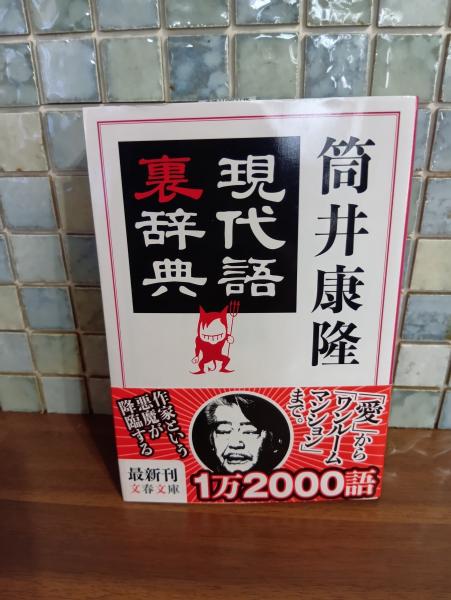 筒井康隆
現代語
裏辞典
「愛」から
「ワンルーム
マンション」
まで。
作家という
悪魔が
降臨する
1万2000語
最新刊
文春文庫